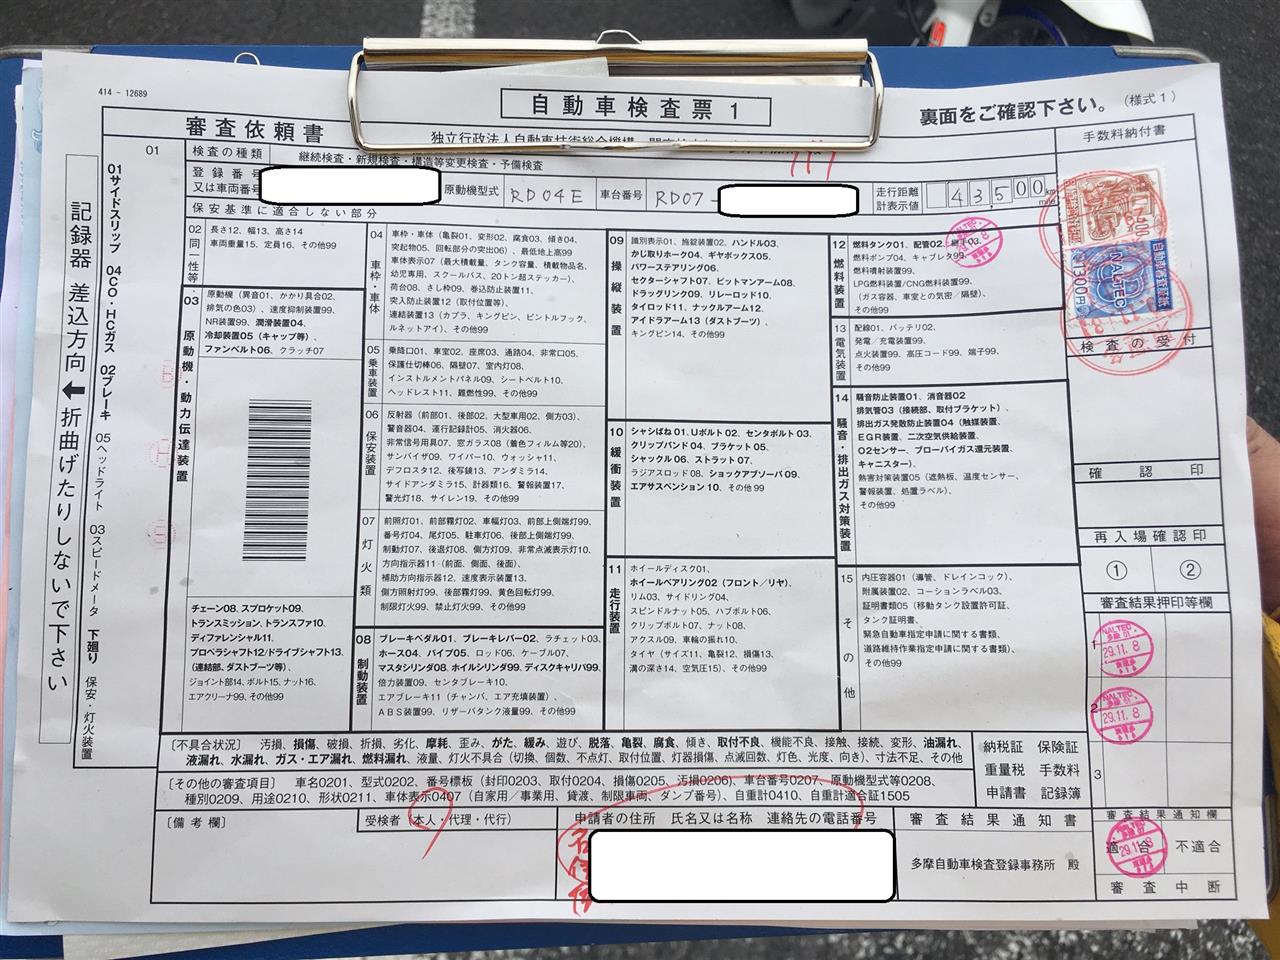 414 - 12689
自動車検査票1
裏面をご確認下さい。(様式1)
審査依頼書
独立行政法人自動車技術総合機構
手数料納付書
01
検査の種類
継続検査・新規検査・構造等変更検査・予備検査
登録番号
又は車両番号
原動機型式
RD04E
車台番号
RD07-
走行距離
計表示値
43,500
km
mile
保安基準に適合しない部分
記録器 差込方向←折曲げたりしないで下さい
01サイドスリップ 04CO・HCガス 02ブレーキ 05ヘッドライト 03スピードメータ 下廻り 保安・灯火装置
02 同一性等
長さ12、幅13、高さ14
車両重量15、定員16、その他99
03 原動機・動力伝達装置
原動機(異音01、かかり具合02、
排気の色03)、速度抑制装置99、
NR装置99、潤滑装置04、
冷却装置05(キャップ等)、
ファンベルト06、クラッチ07
チェーン08、スプロケット09、
トランスミッション、トランスファ10、
ディファレンシャル11、
プロペラシャフト12/ドライブシャフト13、
(連結部、ダストブーツ等)、
ジョイント部14、ボルト15、ナット16、
エアクリーナ99、その他99
04 車枠・車体
車枠・車体(亀裂01、変形02、腐食03、傾き04、
突起物05、回転部分の突出06)、最低地上高99
車体表示07(最大積載量、タンク容量、積載物品名、
幼児専用、スクールバス、20トン超ステッカー)、
荷台08、さし枠09、巻込防止装置11、
突入防止装置12(取付位置等)、
連結装置13(カプラ、キングピン、ピントルフック、
ルネットアイ)、その他99
05 乗車装置
乗降口01、車室02、座席03、通路04、非常口05、
保護仕切棒06、隔壁07、室内灯08、
インストルメントパネル09、シートベルト10、
ヘッドレスト11、難燃性99、その他99
06 保安装置
反射器(前部01、後部02、大型車用02、側方03)、
警音器04、運行記録計05、消火器06、
非常信号用具07、窓ガラス08(着色フィルム等20)、
サンバイザ09、ワイパー10、ウォッシャ11、
デフロスタ12、後写鏡13、アンダミラ14、
サイドアンダミラ15、計器類16、警報装置17、
警光灯18、サイレン19、その他99
07 灯火類
前照灯01、前部霧灯02、車幅灯03、前部上側端灯99、
番号灯04、尾灯05、駐車灯06、後部上側端灯99、
制動灯07、後退灯08、側方灯09、非常点滅表示灯10、
方向指示器11(前面、側面、後面)、
補助方向指示器12、速度表示装置13、
側方照射灯99、後部霧灯99、黄色回転灯99、
制限灯火99、禁止灯火99、その他99
08 制動装置
ブレーキペダル01、ブレーキレバー02、ラチェット03、
ホース04、パイプ05、ロッド06、ケーブル07、
マスタシリンダ08、ホイルシリンダ99、ディスクキャリパ99、
倍力装置09、センタブレーキ10、
エアブレーキ11(チャンバ、エア充填装置)、
ABS装置99、リザーバタンク液量99、その他99
09 操縦装置
識別表示01、施錠装置02、ハンドル03、
かじ取りホーク04、ギヤボックス05、
パワーステアリング06、
セクターシャフト07、ピットマンアーム08、
ドラッグリンク09、リレーロッド10、
タイロッド11、ナックルアーム12、
アイドラアーム13(ダストブーツ)、
キングピン14、その他99
10 緩衝装置
シャシばね01、Uボルト02、センタボルト03、
クリップバンド04、ブラケット05、
シャックル06、ストラット07、
ラジアスロッド08、ショックアブソーバ09、
エアサスペンション10、その他99
11 走行装置
ホイールディスク01、
ホイールベアリング02(フロント/リヤ)、
リム03、サイドリング04、
スピンドルナット05、ハブボルト06、
クリップボルト07、ナット08、
アクスル09、車輪の振れ10、
タイヤ(サイズ11、亀裂12、損傷13、
溝の深さ14、空気圧15)、その他99
12 燃料装置
燃料タンク01、配管02、継手03、
燃料ポンプ04、キャブレタ99、
燃料噴射装置99、
LPG燃料装置/CNG燃料装置99、
(ガス容器、車室との気密/隔壁)、
その他99
13 電気装置
配線01、バッテリ02、
発電/充電装置99、
点火装置99、高圧コード99、端子99、
その他99
14 騒音・排出ガス対策装置
騒音防止装置01、消音器02
排気管03(接続部、取付ブラケット)、
排出ガス発散防止装置04(触媒装置、
EGR装置、二次空気供給装置、
O2センサー、ブローバイガス還元装置、
キャニスター)、
熱害対策装置05(遮熱板、温度センサー、
警報装置、処置ラベル)、
その他99
15 その他
内圧容器01(導管、ドレインコック)、
附属装置02、コーションラベル03、
証明書類05(移動タンク設置許可証、
タンク証明書、
緊急自動車指定申請に関する書類、
道路維持作業指定申請に関する書類)、
その他99
400
自動車審査証紙
NALTEC
1300円
検査の受付
確認印
再入場確認印
① ②
審査結果押印等欄
1
NALTEC
29.11.8
2
NALTEC
29.11.8
3
〔不具合状況〕 汚損、損傷、破損、折損、劣化、摩耗、歪み、がた、緩み、遊び、脱落、亀裂、腐食、傾き、取付不良、機能不良、接触、接続、変形、油漏れ、
液漏れ、水漏れ、ガス・エア漏れ、燃料漏れ、液量、灯火不具合(切換、個数、不点灯、取付位置、灯器損傷、点滅回数、灯色、光度、向き)、寸法不足、その他
〔その他の審査項目〕 車名0201、型式0202、番号標板(封印0203、取付0204、損傷0205、汚損0206)、車台番号0207、原動機型式等0208、
種別0209、用途0210、形状0211、車体表示0407(自家用/事業用、貸渡、制限車両、ダンプ番号)、自重計0410、自重計適合証1505
納税証 保険証
重量税 手数料
申請書 記録簿
〔備考欄〕
受検者(本人・代理・代行)
申請者の住所 氏名又は名称 連絡先の電話番号
審査結果通知書
多摩自動車検査登録事務所 殿
審査結果通知欄
適合
不適合
29.11.8
審査中断